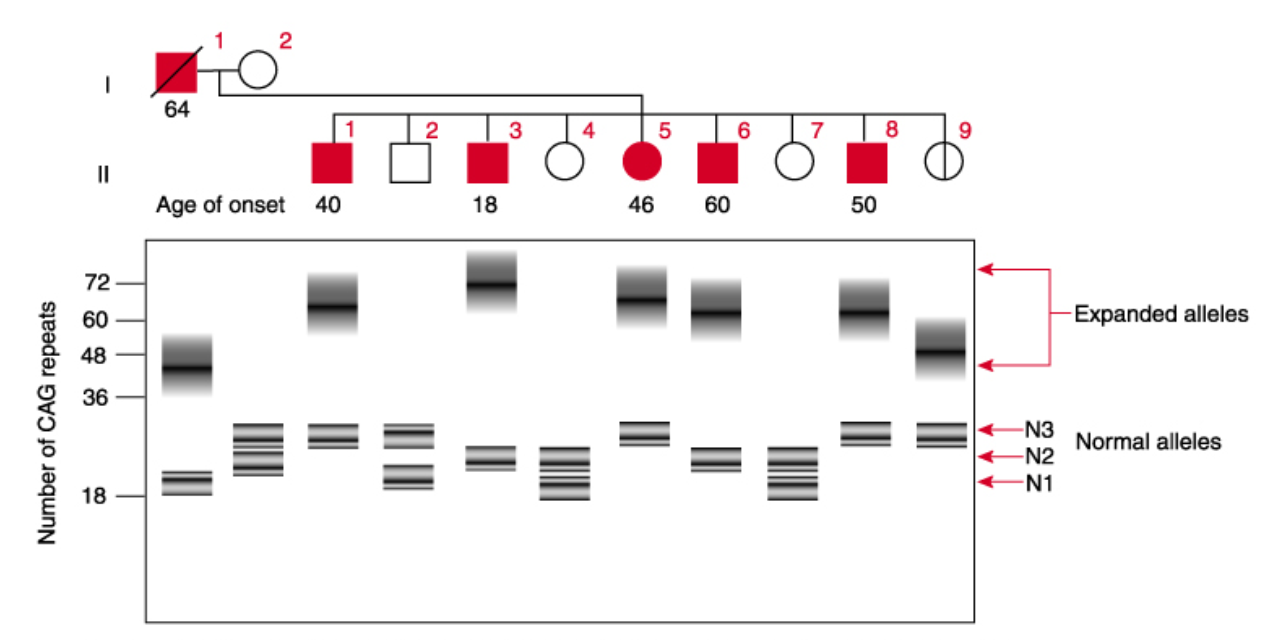 1 2
I
64
1 2 3 4 5 6 7 8 9
II
Age of onset 40 18 46 60 50
Number of CAG repeats
72
60
48
36
18
Expanded alleles
N3
N2
N1
Normal alleles